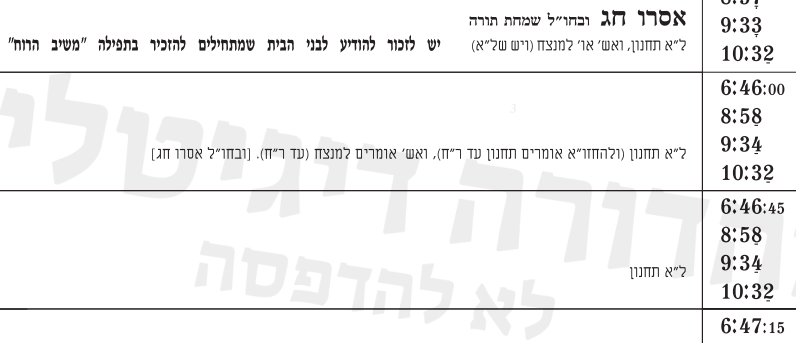 אסרו חג ובחו״ל שמחת תורה
9:33
ל״א תחנון, ואש׳ או׳ למנצח (ויש של״א) יש לזכור להודיע לבני הבית שמתחילים להזכיר בתפילה ״משיב הרוח״
10:32
6:46:00
8:58
9:34
ל״א תחנון (ולהחזו״א אומרים תחנון עד ר״ח), ואש׳ אומרים למנצח (עד ר״ח). [ובחו״ל אסרו חג]
10:32
6:46:45
8:58
9:34
ל״א תחנון
10:32
6:47:15
מהדורה דיגיטלי
לא להדפסה